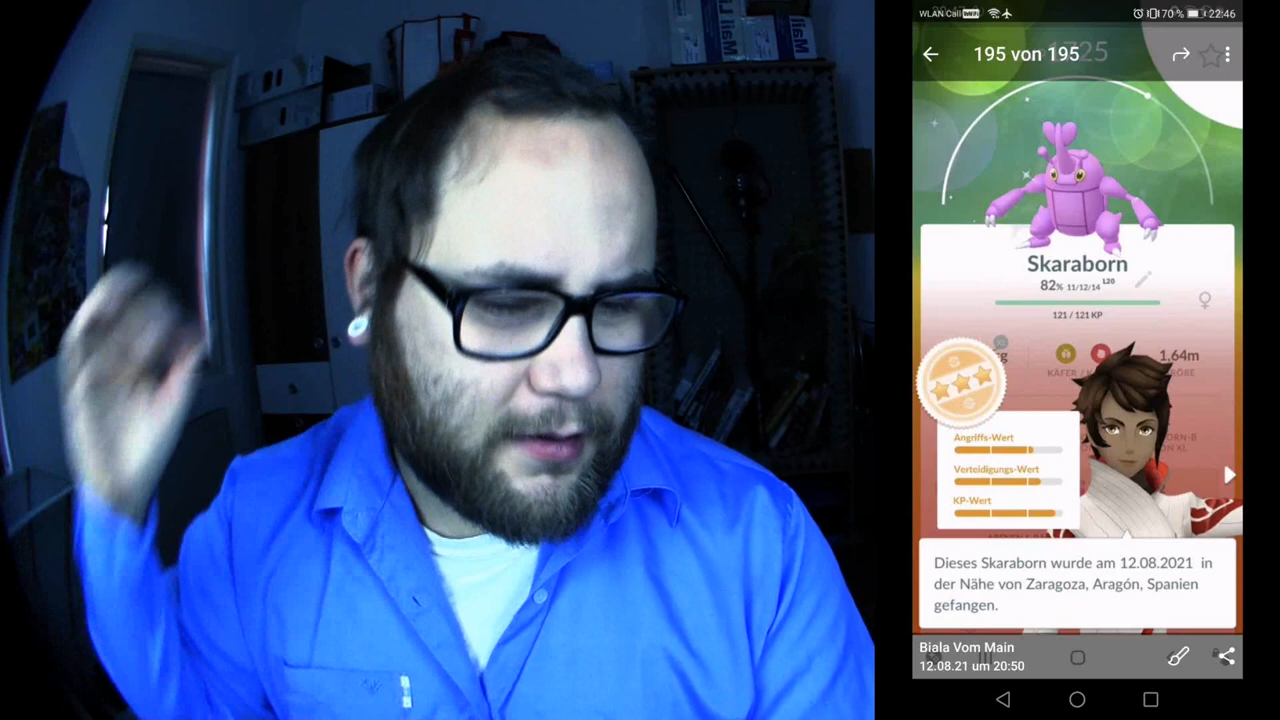 WLAN Call
70 % 22:46
195 von 195
Skaraborn
82% 11/12/14 120
121 / 121 KP
1,64m
Angriffs-Wert
Verteidigungs-Wert
KP-Wert
Dieses Skaraborn wurde am 12.08.2021 in
der Nähe von Zaragoza, Aragón, Spanien
gefangen.
Biala Vom Main
12.08.21 um 20:50